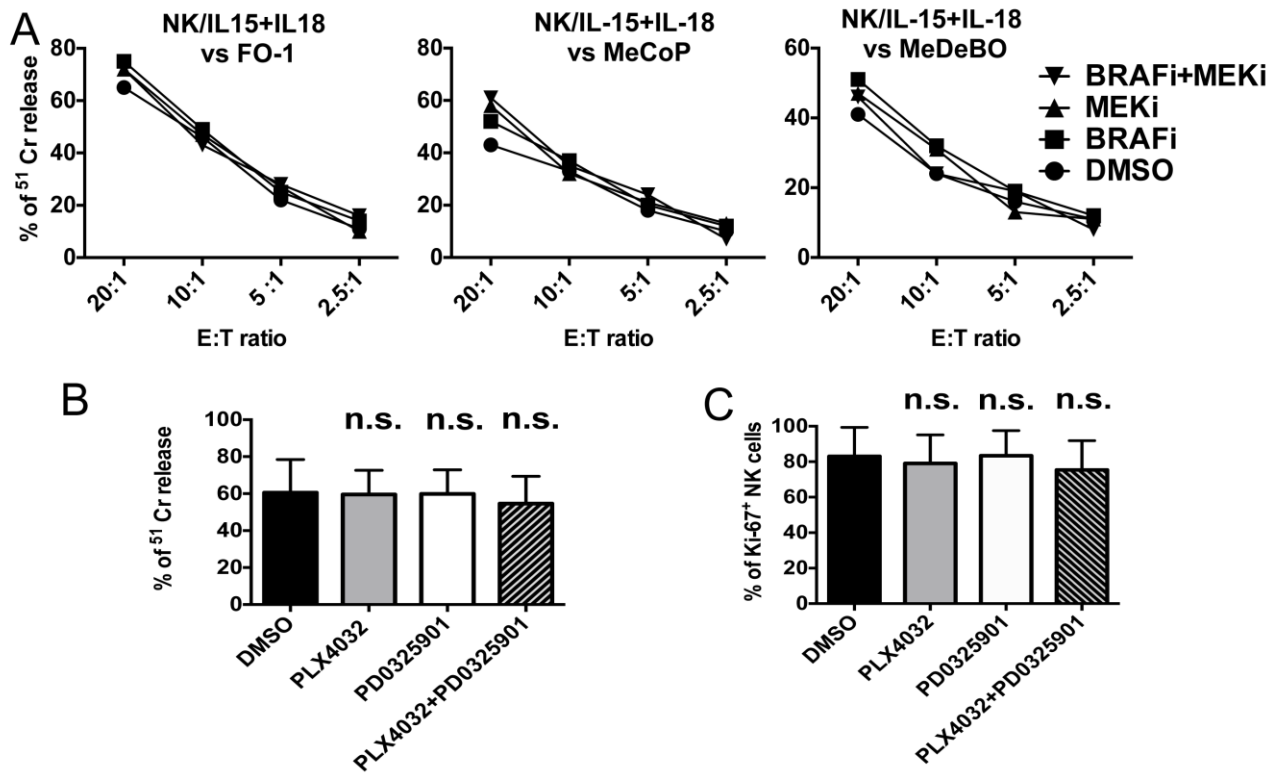 A
NK/IL15+IL18
vs FO-1
NK/IL-15+IL-18
vs MeCoP
NK/IL-15+IL-18
vs MeDeBO
% of ⁵¹ Cr release
80
60
40
20
0
20:1
10:1
5 :1
2.5:1
E:T ratio
80
60
40
20
0
20:1
10:1
5:1
2.5:1
E:T ratio
60
40
20
0
20:1
10:1
5:1
2.5:1
E:T ratio
BRAFi+MEKi
MEKi
BRAFi
DMSO
B
% of ⁵¹ Cr release
100
80
60
40
20
0
n.s.
n.s.
n.s.
DMSO
PLX4032
PD0325901
PLX4032+PD0325901
C
% of Ki-67⁺ NK cells
100
80
60
40
20
0
n.s.
n.s.
n.s.
DMSO
PLX4032
PD0325901
PLX4032+PD0325901